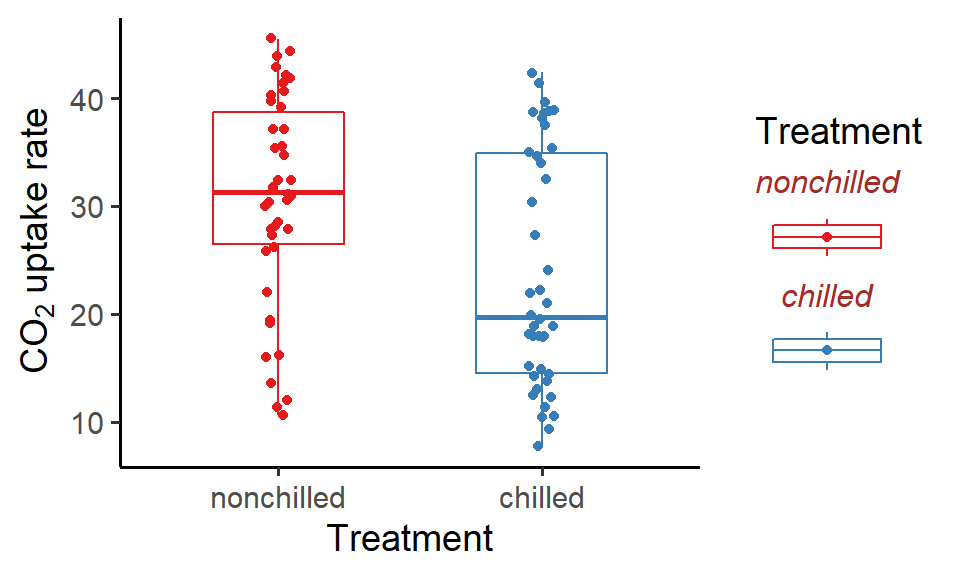 CO₂ uptake rate
40
30
20
10
nonchilled
chilled
Treatment
Treatment
nonchilled
chilled